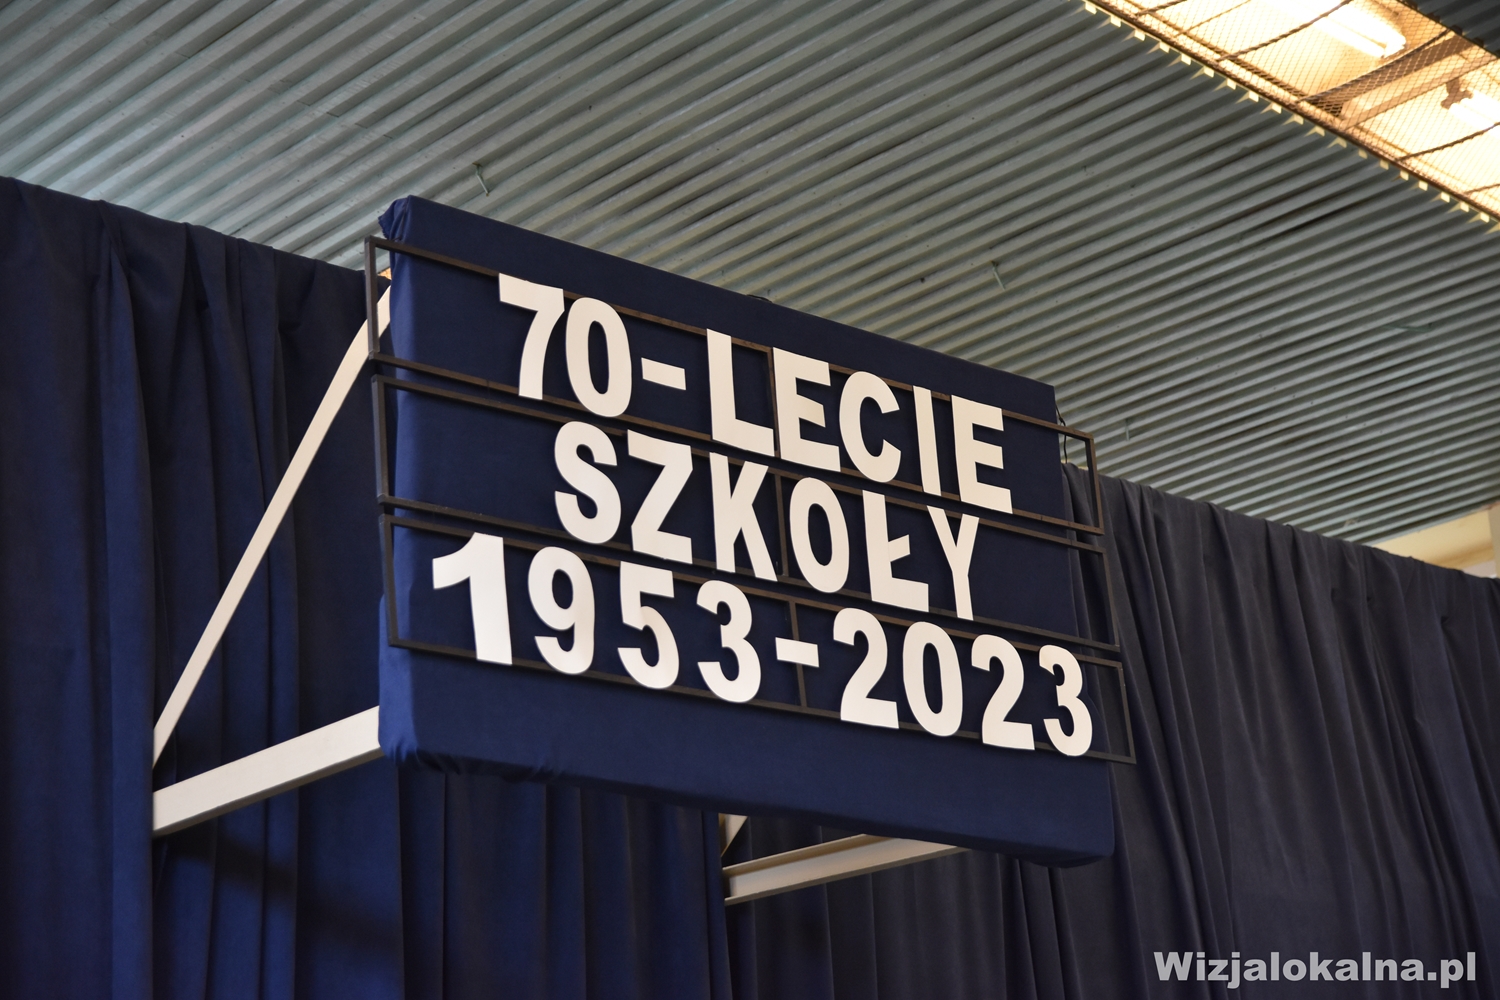 70-LECIE
SZKOŁY
1953-2023
Wizjalokalna.pl